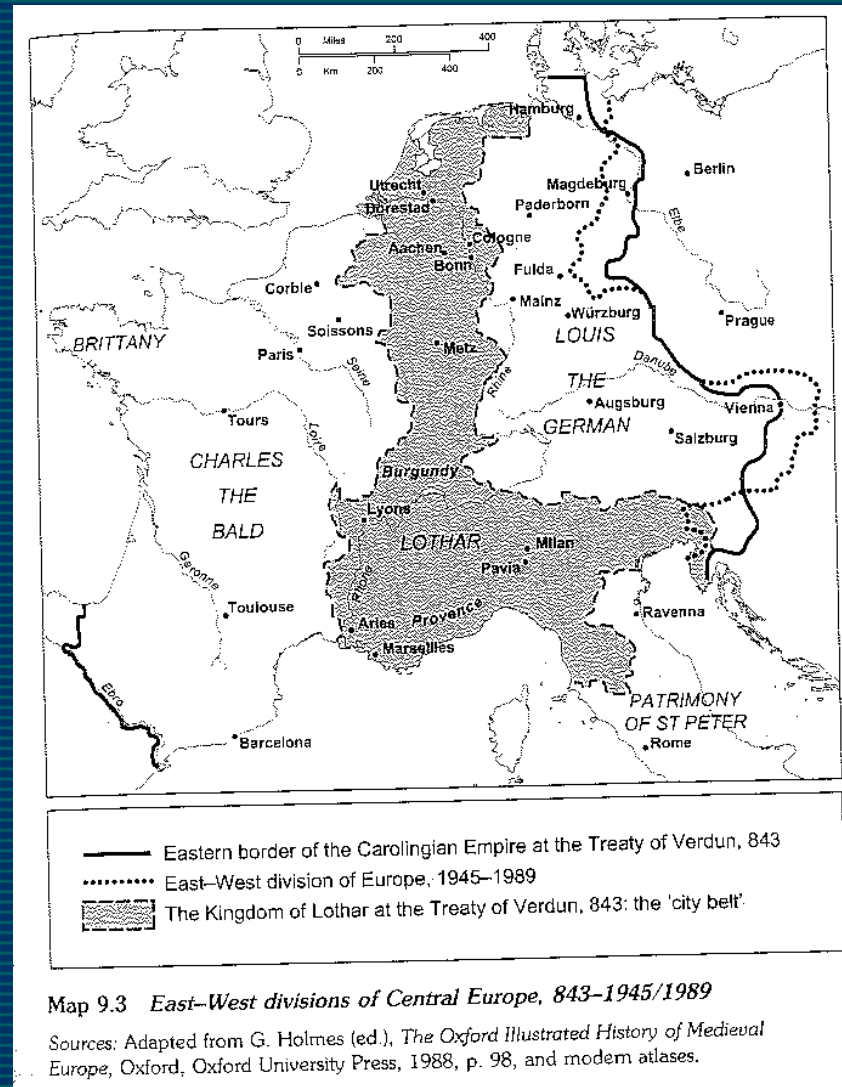 0 Miles 200 400
0 Km 200 400
Hamburg
Berlin
Utrecht
Magdeburg
Dorestad
Paderborn
Elbe
Cologne
Aachen
Bonn
Fulda
Corbie
Mainz
Würzburg
Prague
Soissons
BRITTANY
LOUIS
Paris
Metz
Seine
Rhine
Danube
THE
Augsburg
Vienna
Tours
Loire
GERMAN
Salzburg
CHARLES
THE
BALD
Burgundy
Lyons
LOTHAR
Milan
Pavia
Garonne
Rhône
Toulouse
Provence
Ravenna
Arles
Marseilles
Ebro
PATRIMONY
OF ST PETER
Barcelona
Rome
Eastern border of the Carolingian Empire at the Treaty of Verdun, 843
East–West division of Europe, 1945–1989
The Kingdom of Lothar at the Treaty of Verdun, 843: the 'city belt'
Map 9.3 East–West divisions of Central Europe, 843–1945/1989
Sources: Adapted from G. Holmes (ed.), The Oxford Illustrated History of Medieval
Europe, Oxford, Oxford University Press, 1988, p. 98, and modern atlases.